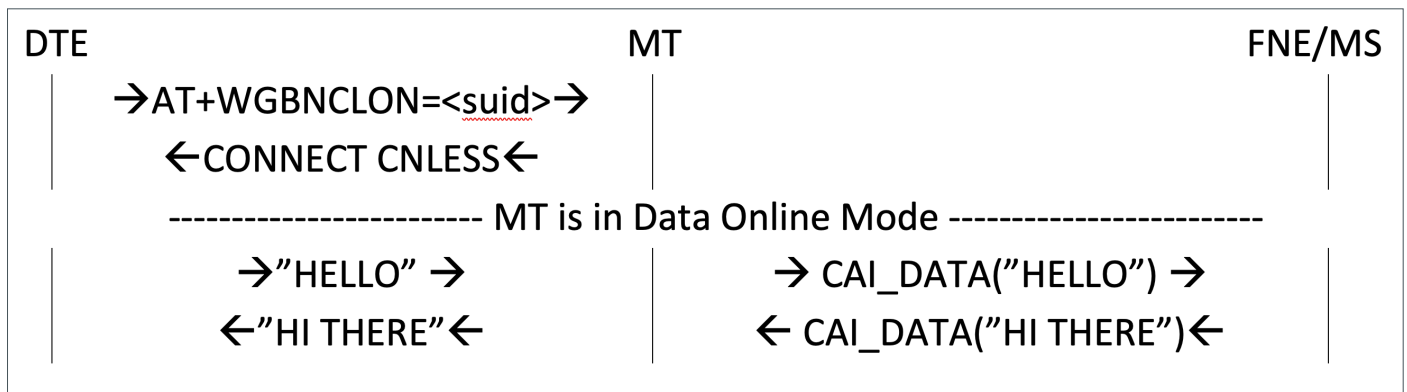 DTE MT FNE/MS
→AT+WGBNCLON=<suid>→
←CONNECT CNLESS←
------------------------- MT is in Data Online Mode -------------------------
→”HELLO” → → CAI_DATA(”HELLO”) →
←”HI THERE”← ← CAI_DATA(”HI THERE”)←